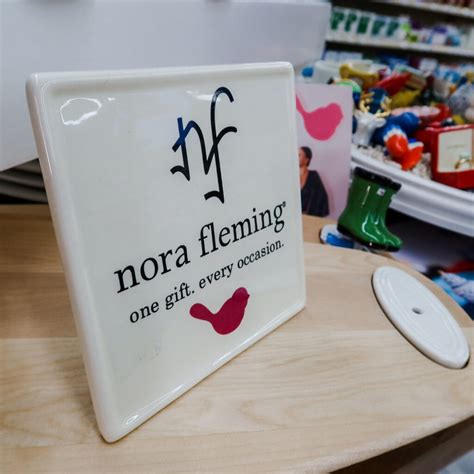 nf
nora fleming®
one gift. every occasion.